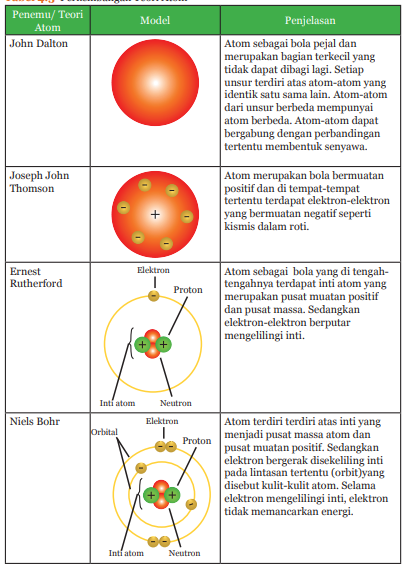 Penemu/ Teori
Atom
Model
Penjelasan
John Dalton
Atom sebagai bola pejal dan
merupakan bagian terkecil yang
tidak dapat dibagi lagi. Setiap
unsur terdiri atas atom-atom yang
identik satu sama lain. Atom-atom
dari unsur berbeda mempunyai
atom berbeda. Atom-atom dapat
bergabung dengan perbandingan
tertentu membentuk senyawa.
Joseph John
Thomson
Atom merupakan bola bermuatan
positif dan di tempat-tempat
tertentu terdapat elektron-elektron
yang bermuatan negatif seperti
kismis dalam roti.
Ernest
Rutherford
Elektron
Proton
Inti atom
Neutron
Atom sebagai bola yang di tengah-
tengahnya terdapat inti atom yang
merupakan pusat muatan positif
dan pusat massa. Sedangkan
elektron-elektron berputar
mengelilingi inti.
Niels Bohr
Elektron
Orbital
Proton
Inti atom
Neutron
Atom terdiri terdiri atas inti yang
menjadi pusat massa atom dan
pusat muatan positif. Sedangkan
elektron bergerak disekeliling inti
pada lintasan tertentu (orbit)yang
disebut kulit-kulit atom. Selama
elektron mengelilingi inti, elektron
tidak memancarkan energi.